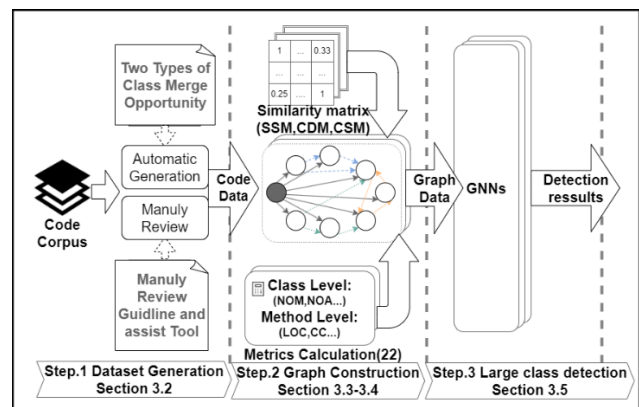 Two Types of
Class Merge
Opportunity
Automatic
Generation
Manuly
Review
Code
Corpus
Manuly
Review
Guidline and
assist Tool
Code
Data
1 ... 0.33
... ... ...
0.25 .... 1
Similarity matrix
(SSM,CDM,CSM)
Class Level:
(NOM,NOA...)
Method Level:
(LOC,CC...)
Metrics Calculation(22)
Graph
Data
GNNs
Detection
ressults
Step.1 Dataset Generation
Section 3.2
Step.2 Graph Construction
Section 3.3-3.4
Step.3 Large class detection
Section 3.5